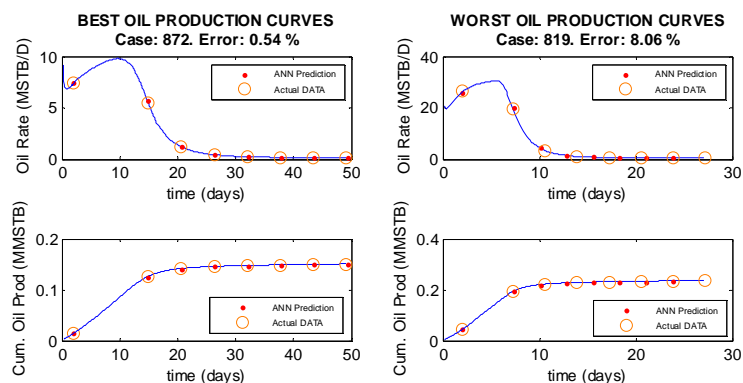 BEST OIL PRODUCTION CURVES
Case: 872. Error: 0.54 %
Oil Rate (MSTB/D)
10
5
0
ANN Prediction
Actual DATA
0 10 20 30 40 50
time (days)
WORST OIL PRODUCTION CURVES
Case: 819. Error: 8.06 %
Oil Rate (MSTB/D)
40
20
0
ANN Prediction
Actual DATA
0 10 20 30
time (days)
Cum. Oil Prod (MMSTB)
0.2
0.1
0
ANN Prediction
Actual DATA
0 10 20 30 40 50
time (days)
Cum. Oil Prod (MMSTB)
0.4
0.2
0
ANN Prediction
Actual DATA
0 10 20 30
time (days)